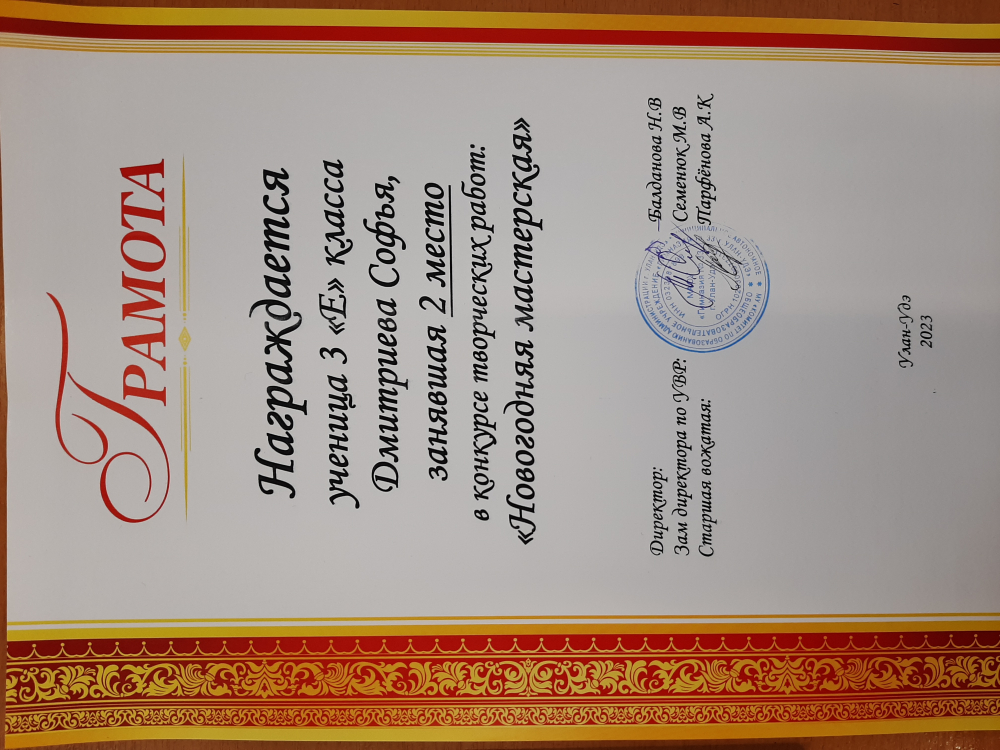 ГРАМОТА
Награждается
ученица 3 «Е» класса
Дмитриева Софья,
занявшая 2 место
в конкурсе творческих работ:
«Новогодняя мастерская»
Директор: Балданова Н.В
Зам директора по УВР: Семенюк М.В
Старшая вожатая: Парфёнова А.К
Улан-Удэ
2023